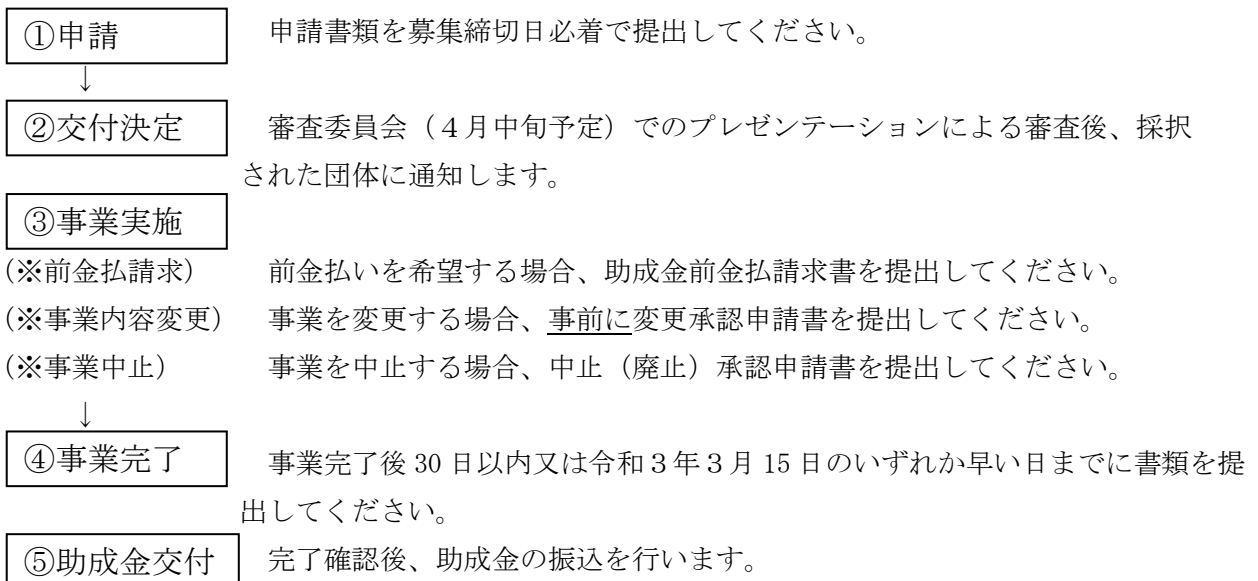 ①申請　申請書類を募集締切日必着で提出してください。
↓
②交付決定　審査委員会（４月中旬予定）でのプレゼンテーションによる審査後、採択
された団体に通知します。
③事業実施
(※前金払請求)　前金払いを希望する場合、助成金前金払請求書を提出してください。
(※事業内容変更)　事業を変更する場合、事前に変更承認申請書を提出してください。
(※事業中止)　事業を中止する場合、中止（廃止）承認申請書を提出してください。
↓
④事業完了　事業完了後 30 日以内又は令和３年３月 15 日のいずれか早い日までに書類を提
出してください。
⑤助成金交付　完了確認後、助成金の振込を行います。